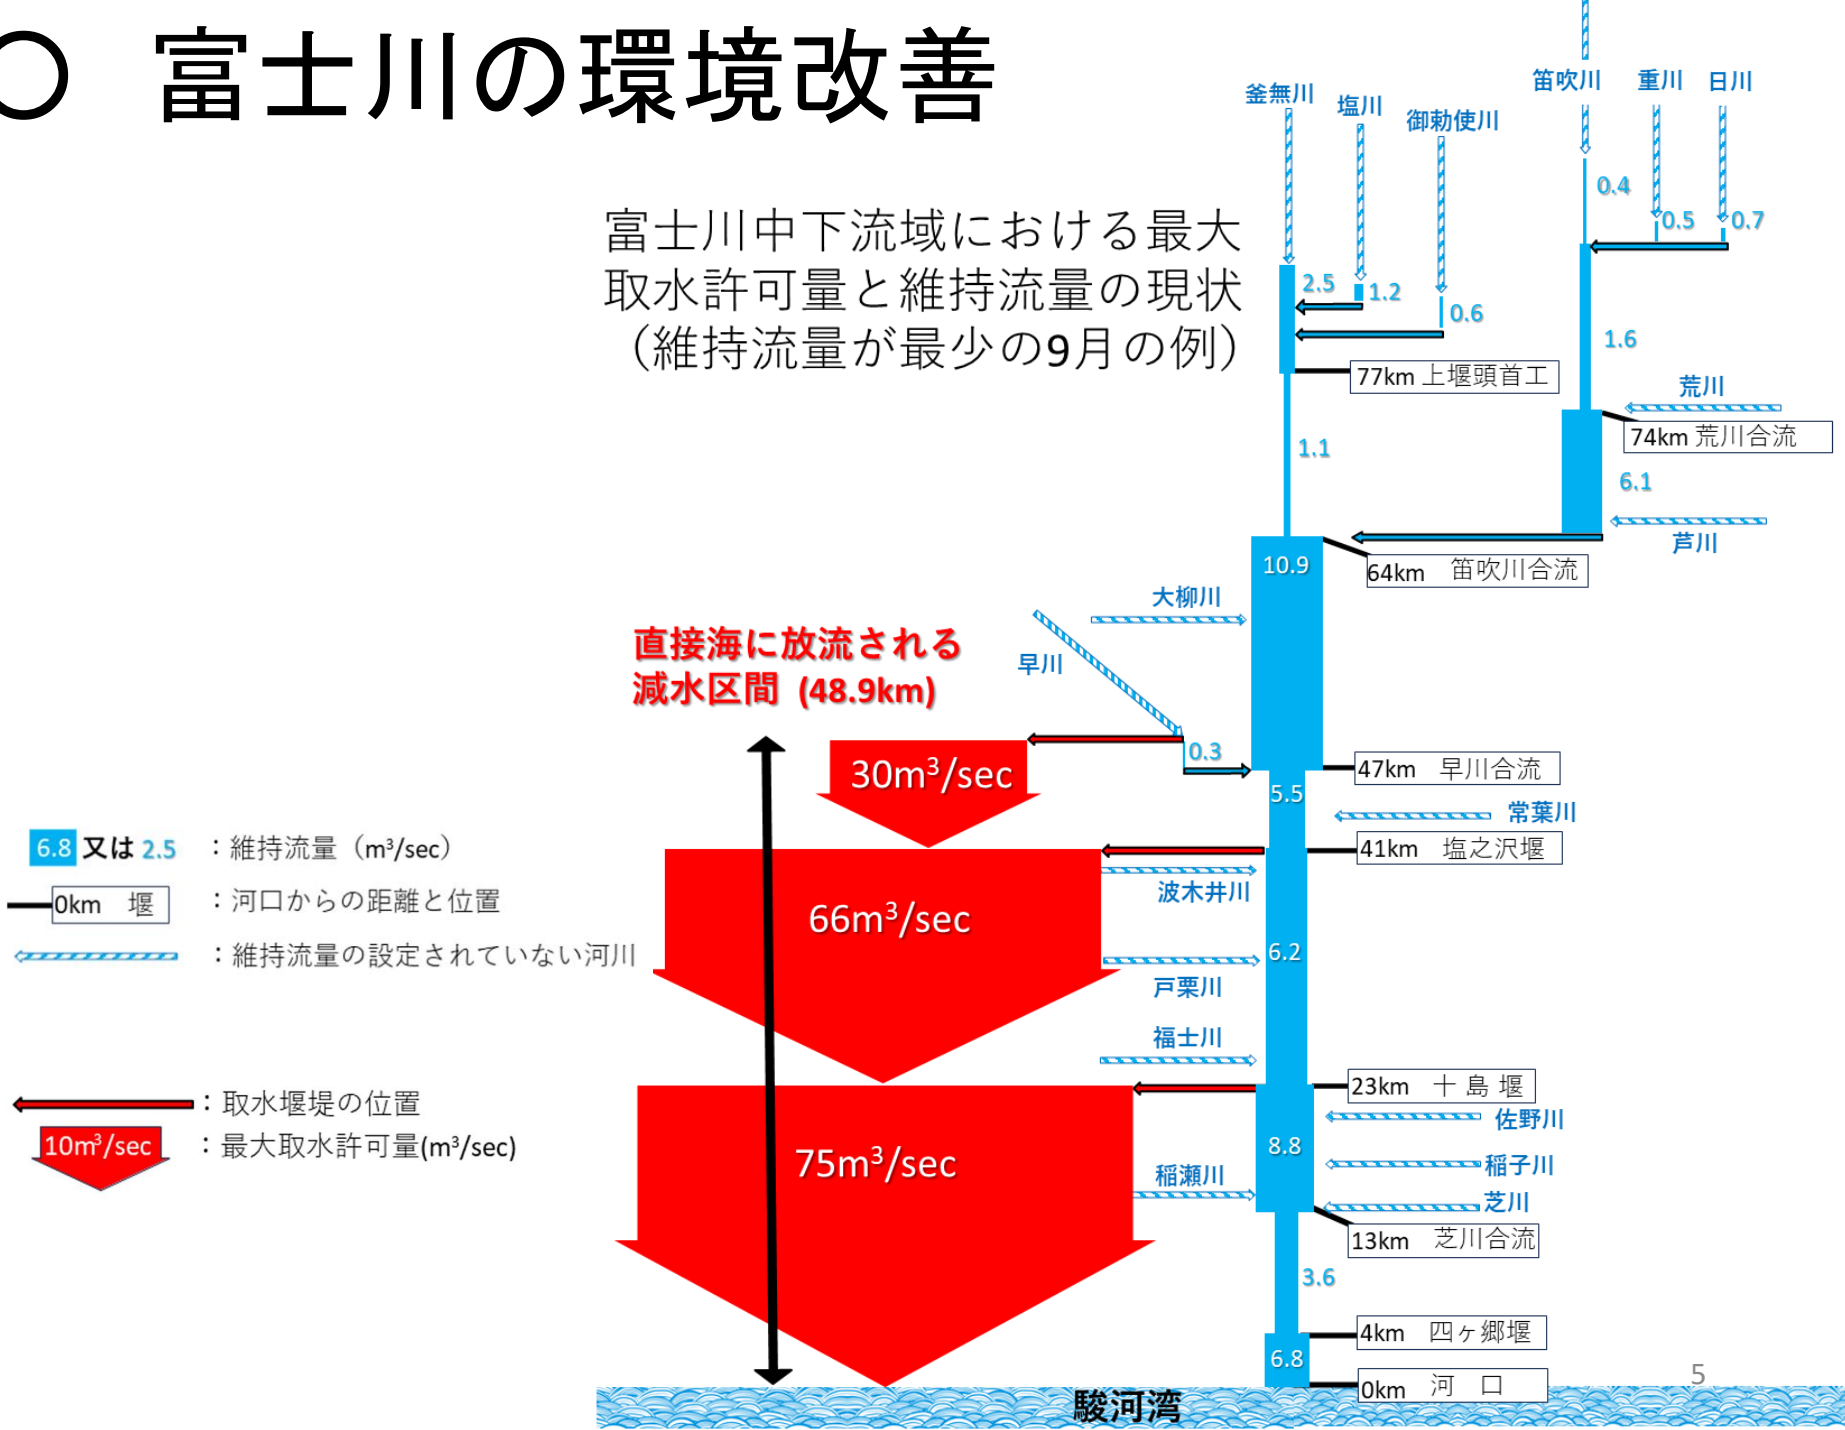 〇 富士川の環境改善
富士川中下流域における最大
取水許可量と維持流量の現状
（維持流量が最少の9月の例）
釜無川
塩川
御勅使川
笛吹川
重川
日川
0.4
0.5
0.7
2.5
1.2
0.6
1.6
77km 上堰頭首工
荒川
74km 荒川合流
1.1
6.1
芦川
10.9
64km 笛吹川合流
大柳川
早川
直接海に放流される
減水区間 (48.9km)
0.3
30m³/sec
47km 早川合流
5.5
常葉川
41km 塩之沢堰
波木井川
66m³/sec
6.2
戸栗川
福士川
23km 十島堰
佐野川
8.8
75m³/sec
稲子川
稲瀬川
芝川
13km 芝川合流
3.6
4km 四ヶ郷堰
6.8
0km 河口
駿河湾
6.8 又は 2.5 ：維持流量（m³/sec）
0km 堰 ：河口からの距離と位置
：維持流量の設定されていない河川
：取水堰堤の位置
10m³/sec ：最大取水許可量(m³/sec)
5